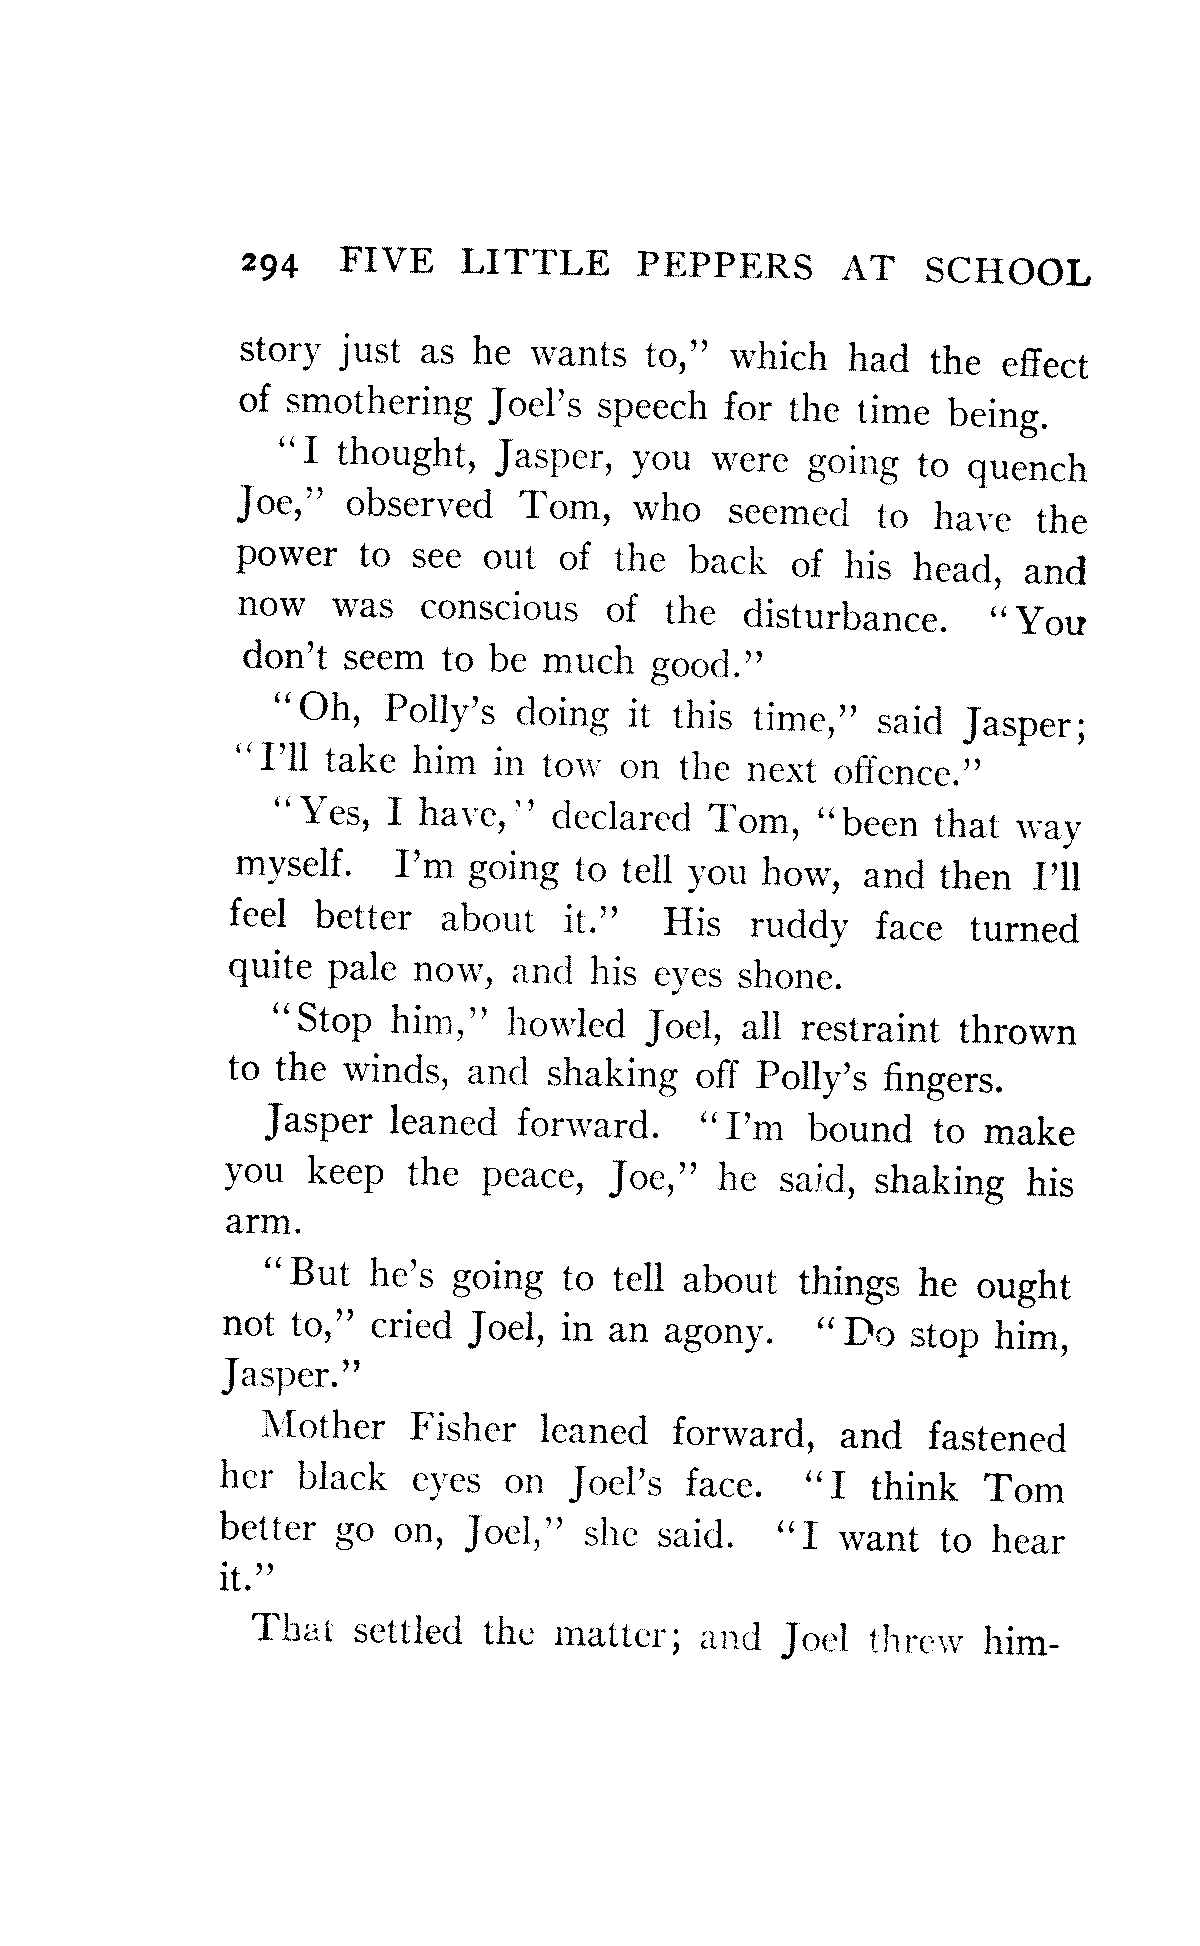 294 FIVE LITTLE PEPPERS AT SCHOOL
story just as he wants to,” which had the effect
of smothering Joel’s speech for the time being.
“I thought, Jasper, you were going to quench
Joe,” observed Tom, who seemed to have the
power to see out of the back of his head, and
now was conscious of the disturbance. “You
don’t seem to be much good.”
“Oh, Polly’s doing it this time,” said Jasper;
“I’ll take him in tow on the next offence.”
“Yes, I have,” declared Tom, “been that way
myself. I’m going to tell you how, and then I’ll
feel better about it.” His ruddy face turned
quite pale now, and his eyes shone.
“Stop him,” howled Joel, all restraint thrown
to the winds, and shaking off Polly’s fingers.
Jasper leaned forward. “I’m bound to make
you keep the peace, Joe,” he said, shaking his
arm.
“But he’s going to tell about things he ought
not to,” cried Joel, in an agony. “Do stop him,
Jasper.”
Mother Fisher leaned forward, and fastened
her black eyes on Joel’s face. “I think Tom
better go on, Joel,” she said. “I want to hear
it.”
That settled the matter; and Joel threw him-